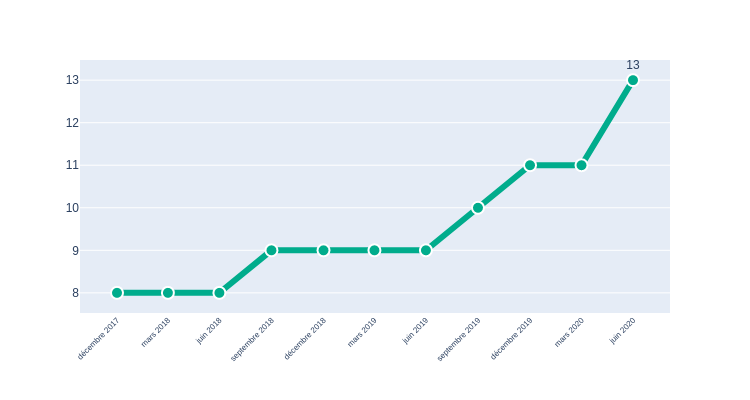 13
13
12
11
10
9
8
décembre 2017
mars 2018
juin 2018
septembre 2018
décembre 2018
mars 2019
juin 2019
septembre 2019
décembre 2019
mars 2020
juin 2020